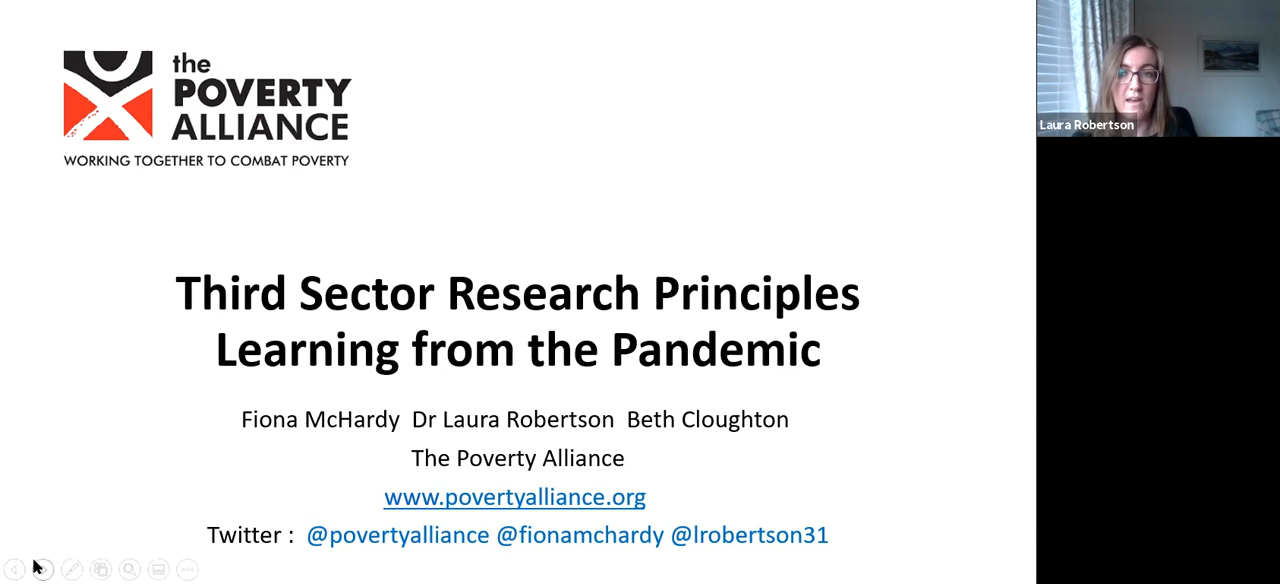 the
POVERTY
ALLIANCE
WORKING TOGETHER TO COMBAT POVERTY
Laura Robertson
Third Sector Research Principles
Learning from the Pandemic
Fiona McHardy  Dr Laura Robertson  Beth Cloughton
The Poverty Alliance
www.povertyalliance.org
Twitter :  @povertyalliance @fionamchardy @lrobertson31